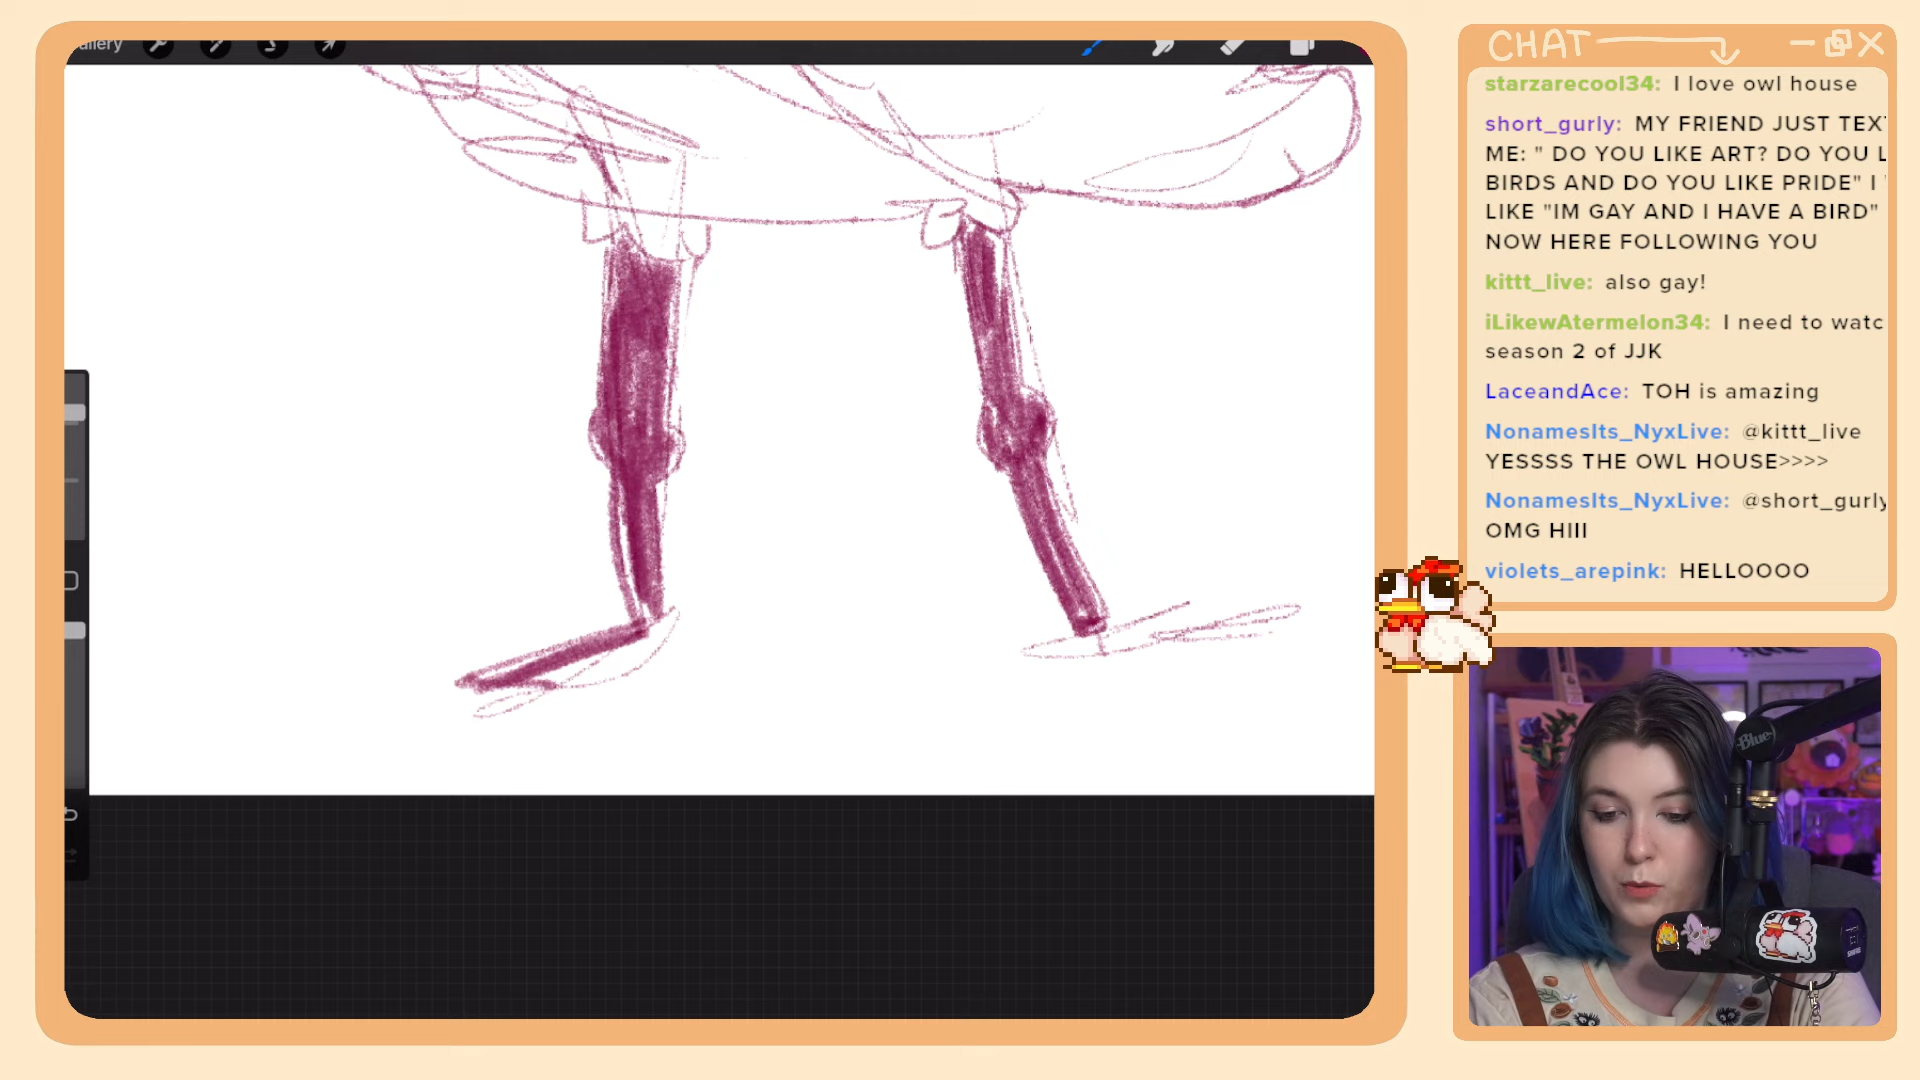 allery
CHAT
starzarecool34: I love owl house
short_gurly: MY FRIEND JUST TEX
ME: " DO YOU LIKE ART? DO YOU L
BIRDS AND DO YOU LIKE PRIDE" I
LIKE "IM GAY AND I HAVE A BIRD"
NOW HERE FOLLOWING YOU
kittt_live: also gay!
iLikewAtermelon34: I need to watc
season 2 of JJK
LaceandAce: TOH is amazing
NonamesIts_NyxLive: @kittt_live
YESSSS THE OWL HOUSE>>>>
NonamesIts_NyxLive: @short_gurly
OMG HIII
violets_arepink: HELLOOOO
Blue